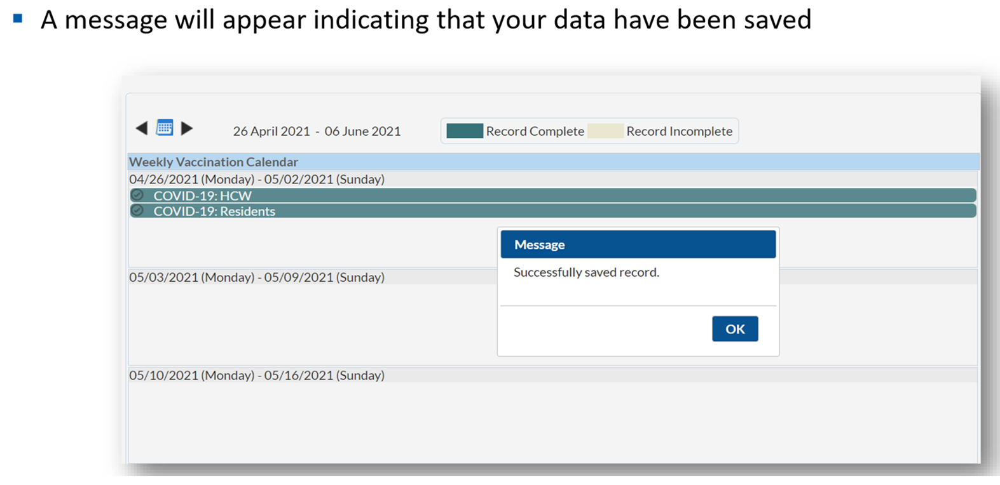 ▪ A message will appear indicating that your data have been saved
26 April 2021 - 06 June 2021 Record Complete Record Incomplete
Weekly Vaccination Calendar
04/26/2021 (Monday) - 05/02/2021 (Sunday)
COVID-19: HCW
COVID-19: Residents
Message
Successfully saved record.
05/03/2021 (Monday) - 05/09/2021 (Sunday)
OK
05/10/2021 (Monday) - 05/16/2021 (Sunday)